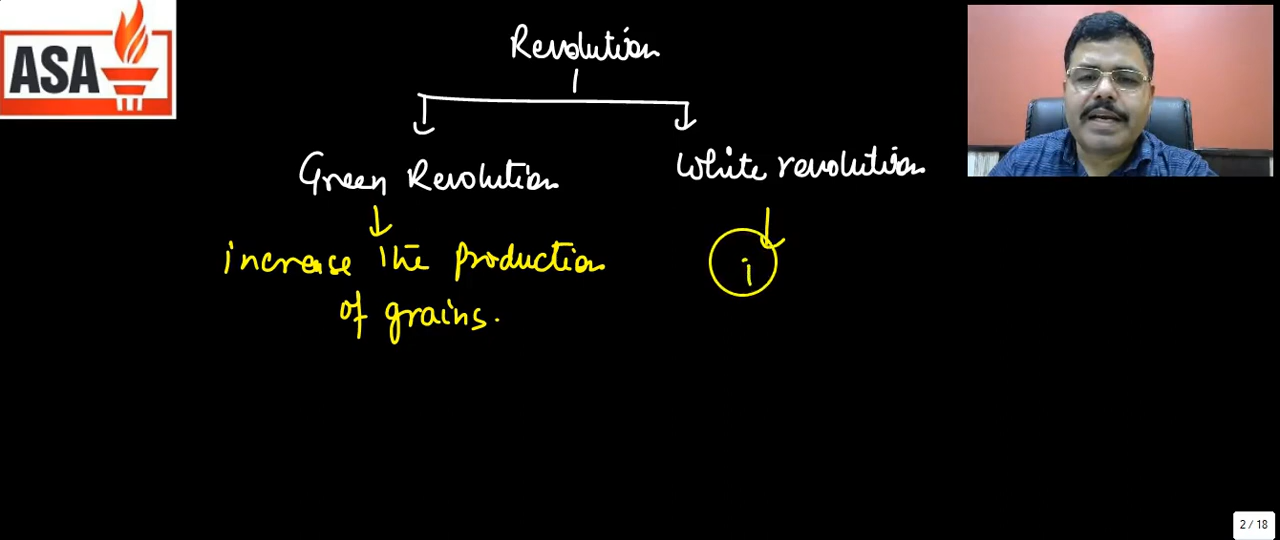 ASA
Revolution
Green Revolution
White revolution
increase the production
of grains.
i
2 / 18